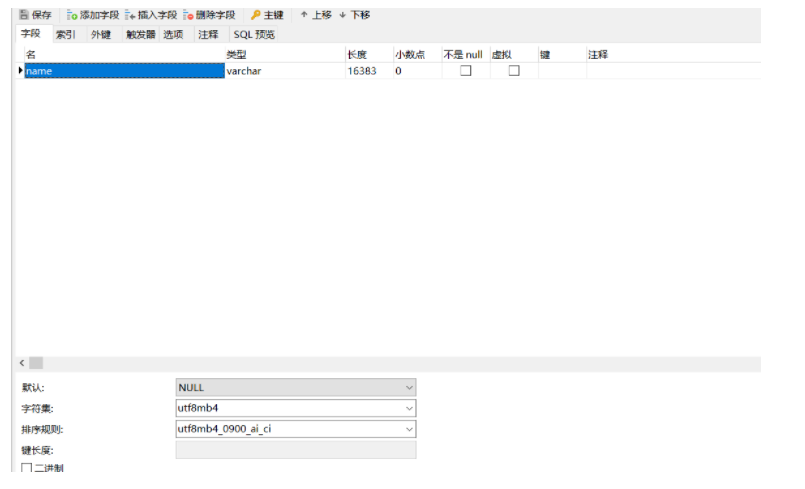 保存 添加字段 插入字段 删除字段 主键 上移 下移
字段 索引 外键 触发器 选项 注释 SQL 预览
名 类型 长度 小数点 不是 null 虚拟 键 注释
name varchar 16383 0
默认: NULL
字符集: utf8mb4
排序规则: utf8mb4_0900_ai_ci
键长度:
二进制